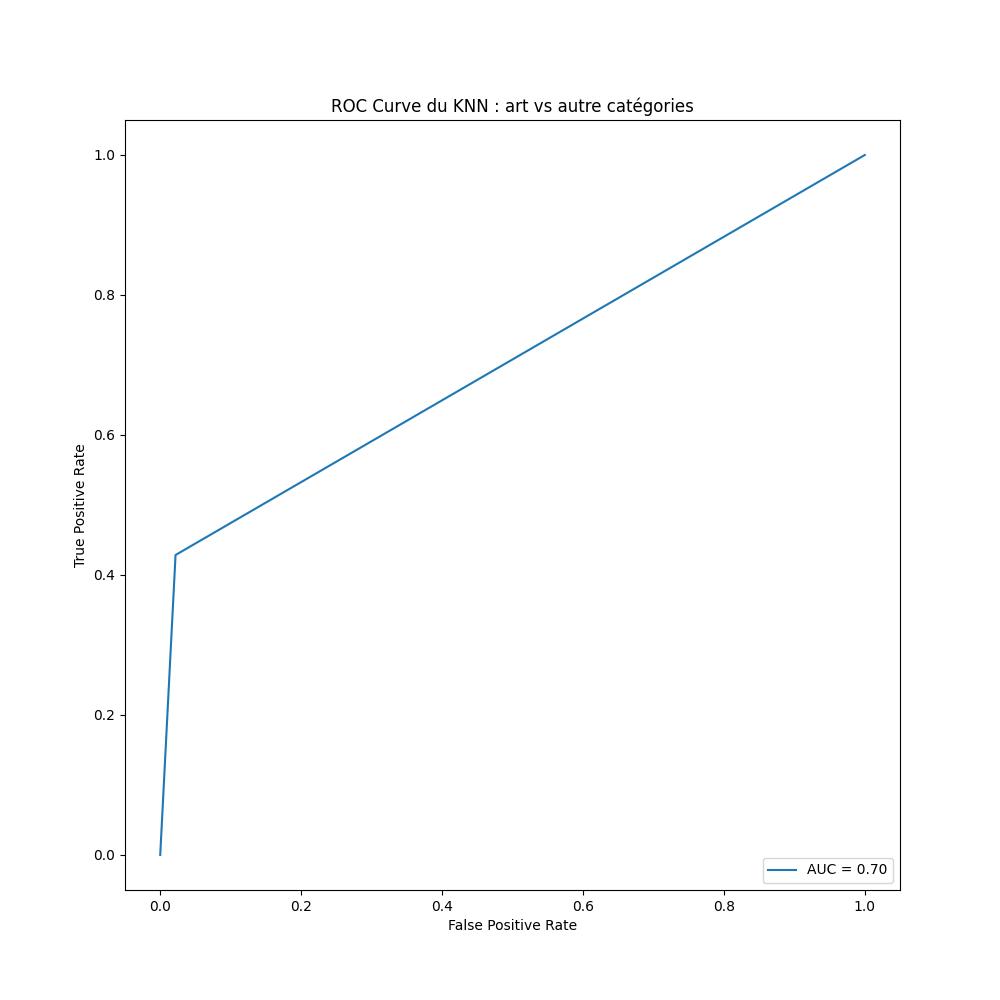 ROC Curve du KNN : art vs autre catégories
1.0
0.8
0.6
0.4
0.2
0.0
True Positive Rate
0.0 0.2 0.4 0.6 0.8 1.0
False Positive Rate
AUC = 0.70